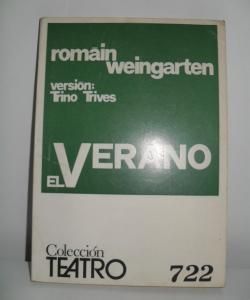 romain
weingarten
versión:
Trino Trives
EL VERANO
Colección
TEATRO 722